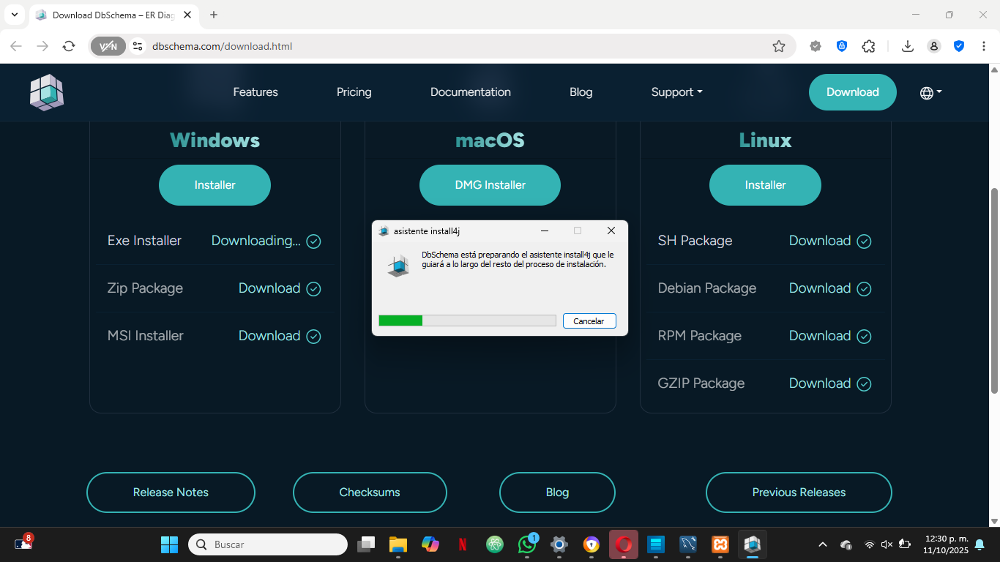 Download DbSchema – ER Diag
VPN
dbschema.com/download.html
Features
Pricing
Documentation
Blog
Support
Download
Windows
Installer
Exe Installer
Downloading...
Zip Package
Download
MSI Installer
Download
macOS
DMG Installer
asistente install4j
DbSchema está preparando el asistente install4j que le
guiará a lo largo del resto del proceso de instalación.
Cancelar
Linux
Installer
SH Package
Download
Debian Package
Download
RPM Package
Download
GZIP Package
Download
Release Notes
Checksums
Blog
Previous Releases
8
Buscar
N
1
12:30 p. m.
11/10/2025